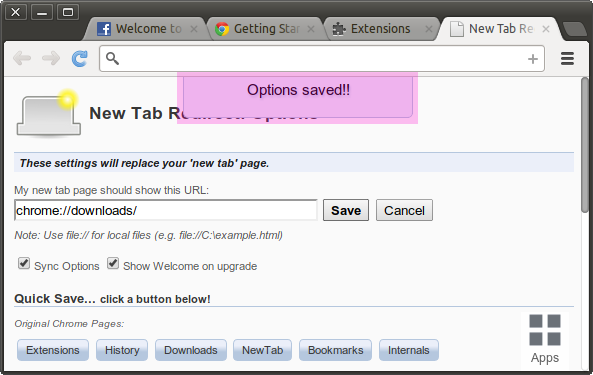 Welcome to
Getting Star
Extensions
New Tab Re
Options saved!!
New Tab Redirect! Options
These settings will replace your 'new tab' page.
My new tab page should show this URL:
chrome://downloads/ Save Cancel
Note: Use file:// for local files (e.g. file://C:\example.html)
Sync Options Show Welcome on upgrade
Quick Save... click a button below!
Original Chrome Pages:
Extensions History Downloads NewTab Bookmarks Internals
Apps